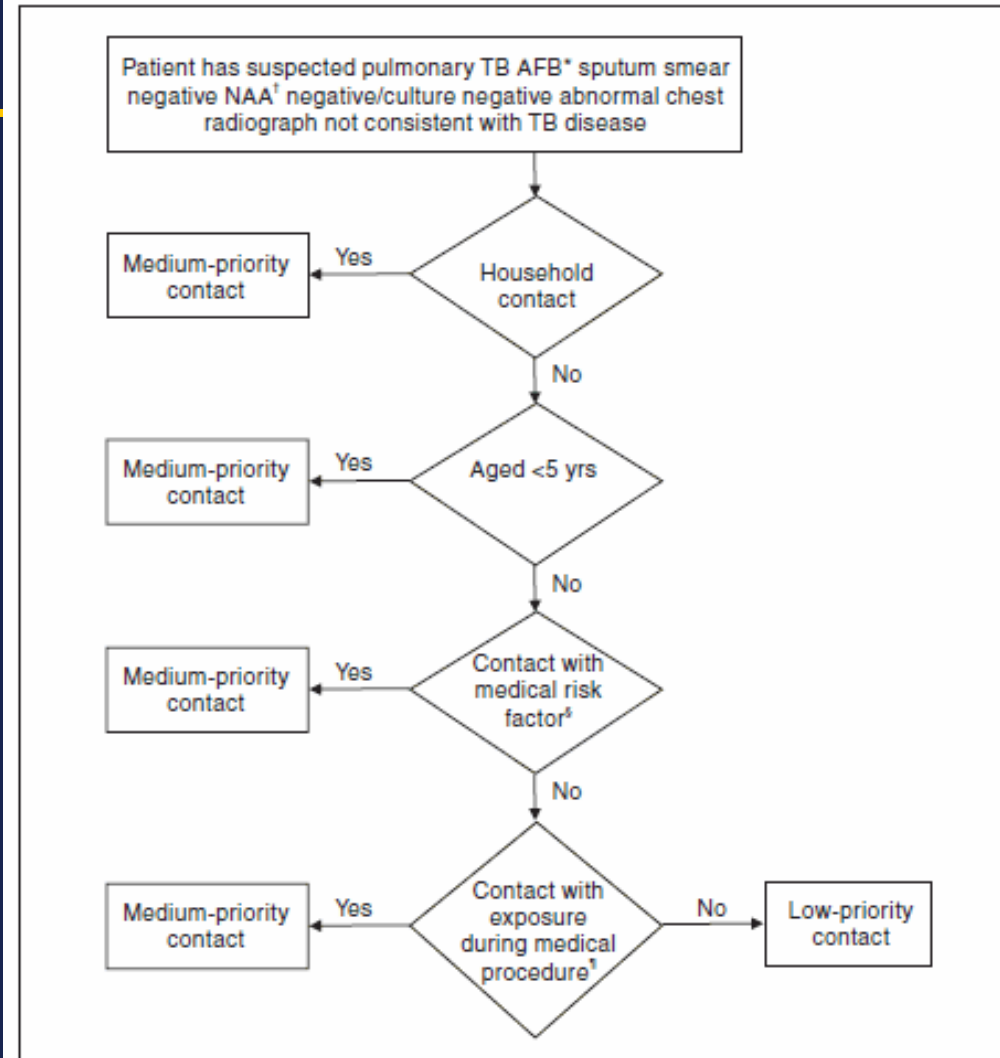 Patient has suspected pulmonary TB AFB* sputum smear
negative NAA† negative/culture negative abnormal chest
radiograph not consistent with TB disease
Medium-priority
contact
Yes
Household
contact
No
Medium-priority
contact
Yes
Aged <5 yrs
No
Medium-priority
contact
Yes
Contact with
medical risk
factor§
No
Medium-priority
contact
Yes
Contact with
exposure
during medical
procedure¶
No
Low-priority
contact